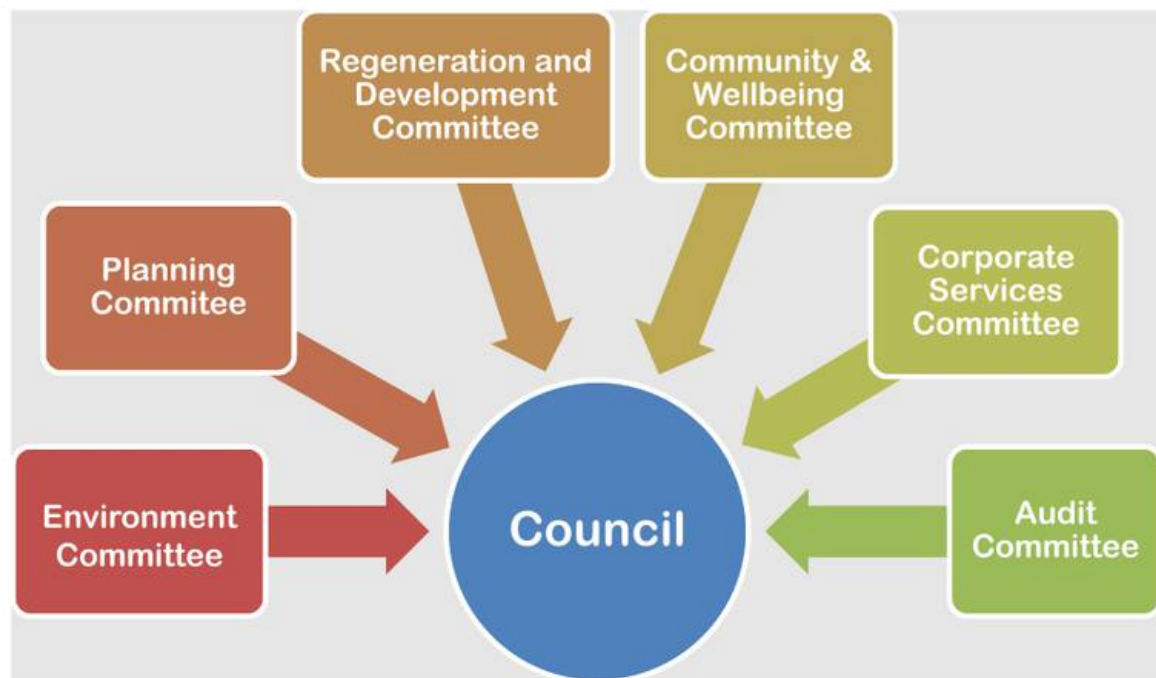 Regeneration and
Development
Committee
Community &
Wellbeing
Committee
Planning
Commitee
Corporate
Services
Committee
Environment
Committee
Council
Audit
Committee